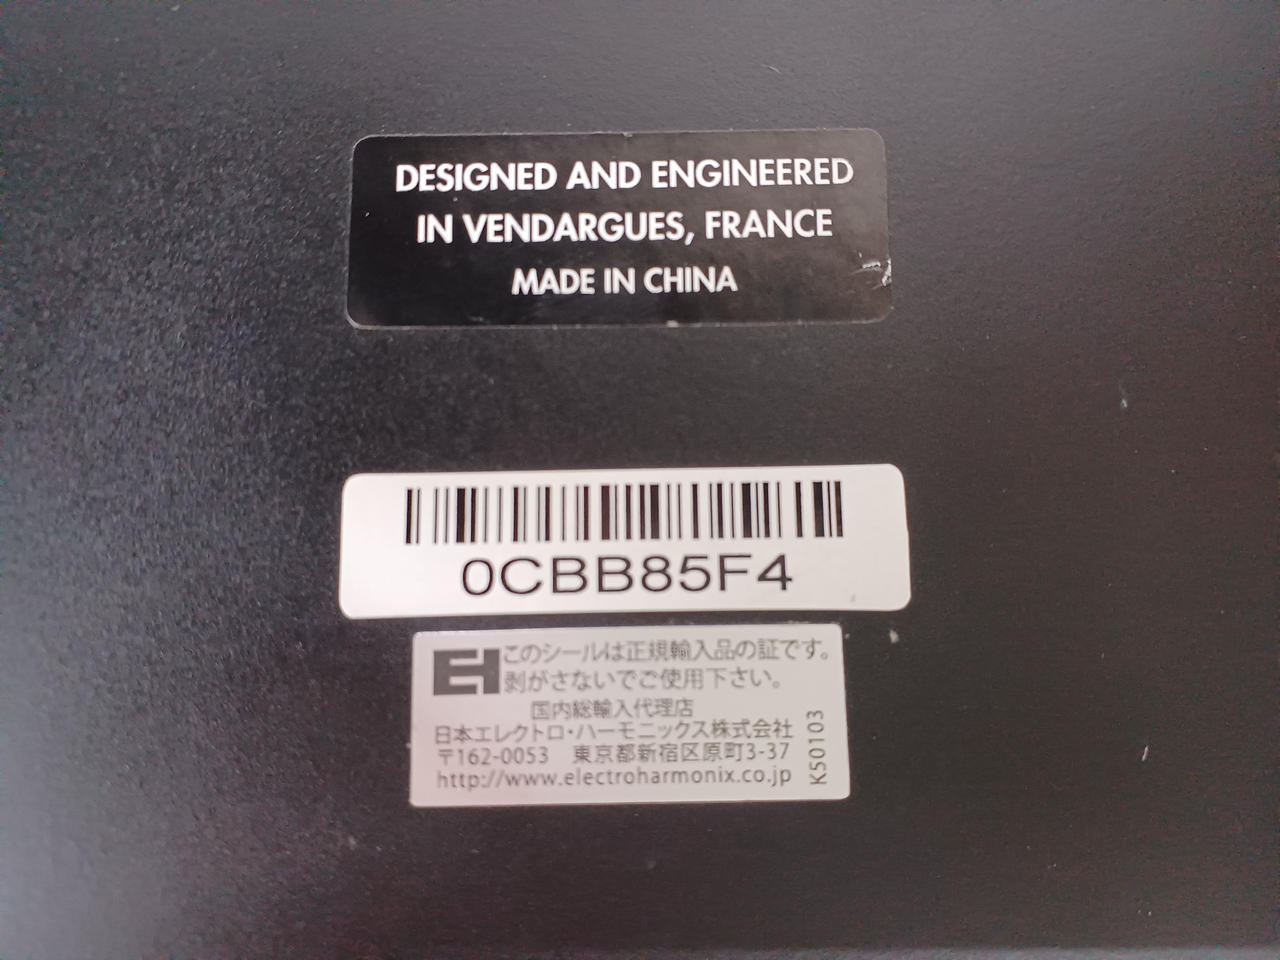 DESIGNED AND ENGINEERED
IN VENDARGUES, FRANCE
MADE IN CHINA
0CBB85F4
EH このシールは正規輸入品の証です。
剥がさないでご使用下さい。
国内総輸入代理店
日本エレクトロ・ハーモニックス株式会社
〒162-0053 東京都新宿区原町3-37
http://www.electroharmonix.co.jp
K50103